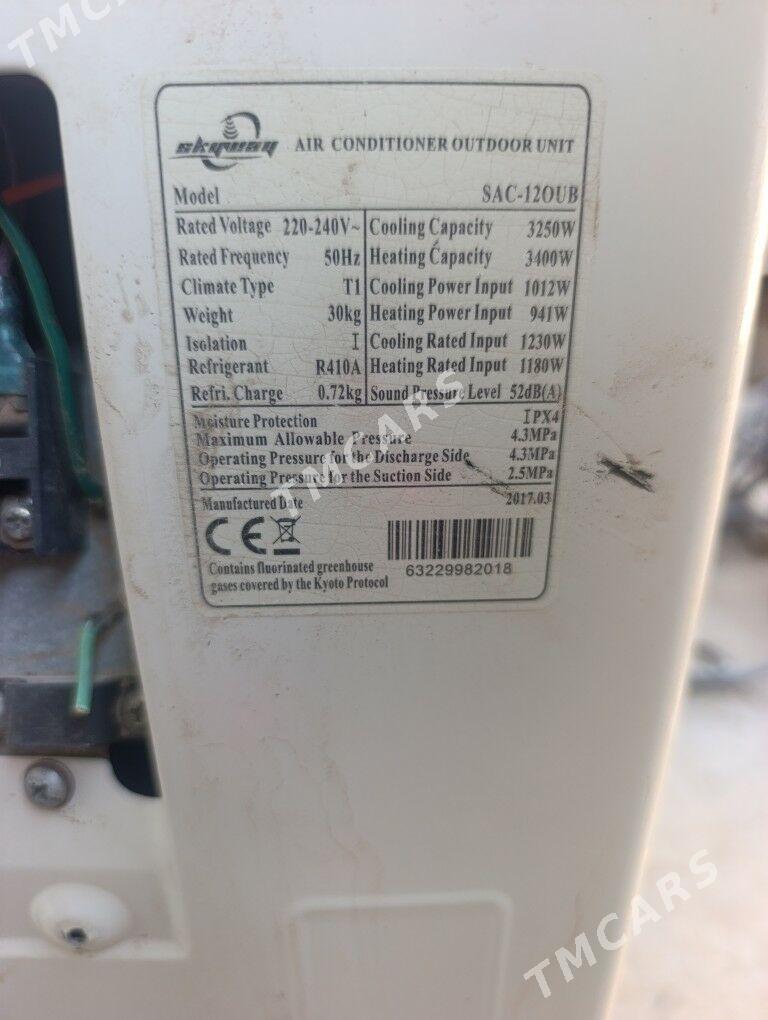 TMCARS
skyway AIR CONDITIONER OUTDOOR UNIT
Model SAC-12OUB
Rated Voltage 220-240V~ Cooling Capacity 3250W
Rated Frequency 50Hz Heating Capacity 3400W
Climate Type T1 Cooling Power Input 1012W
Weight 30kg Heating Power Input 941W
Isolation I Cooling Rated Input 1230W
Refrigerant R410A Heating Rated Input 1180W
Refri. Charge 0.72kg Sound Pressure Level 52dB(A)
Moisture Protection IPX4
Maximum Allowable Pressure 4.3MPa
Operating Pressure for the Discharge Side 4.3MPa
Operating Pressure for the Suction Side 2.5MPa
TMCARS
Manufactured Date 2017.03
CE
Contains fluorinated greenhouse
gases covered by the Kyoto Protocol
63229982018
TMCARS